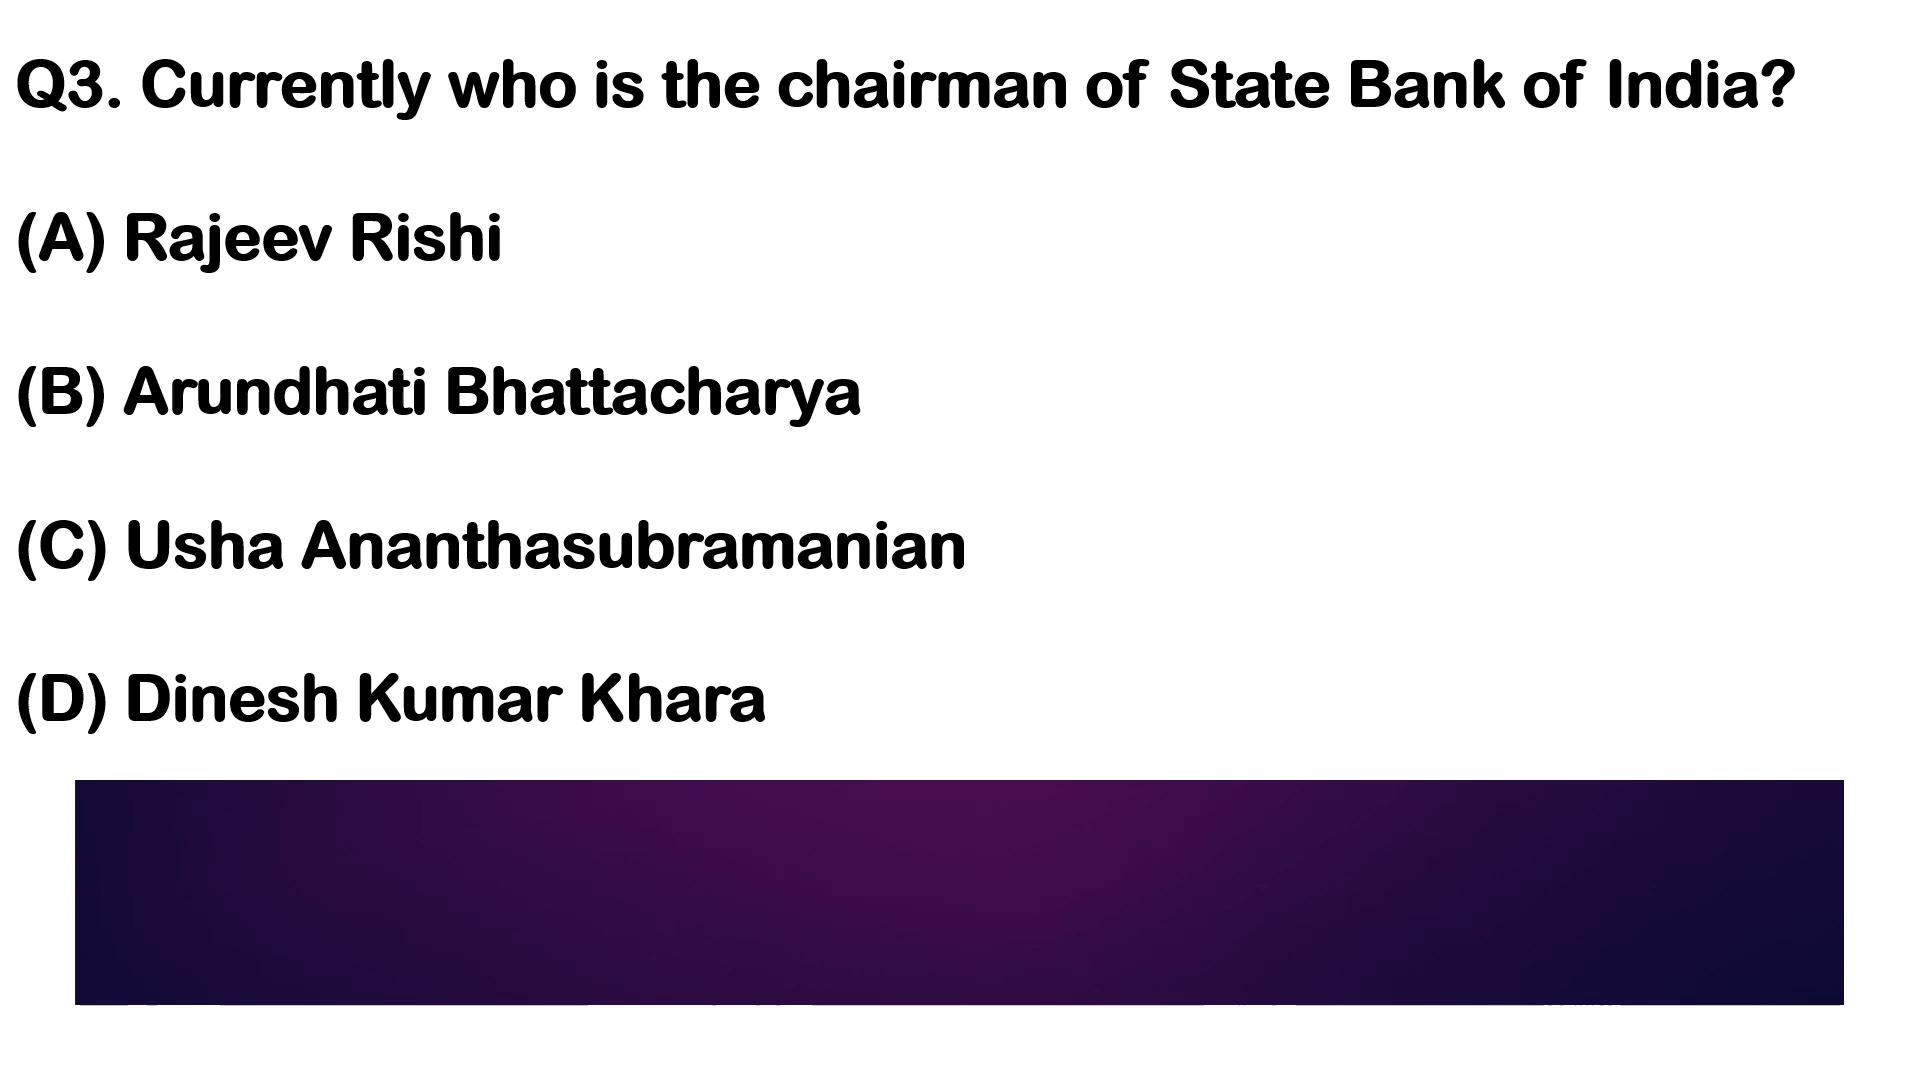 Q3. Currently who is the chairman of State Bank of India?
(A) Rajeev Rishi
(B) Arundhati Bhattacharya
(C) Usha Ananthasubramanian
(D) Dinesh Kumar Khara